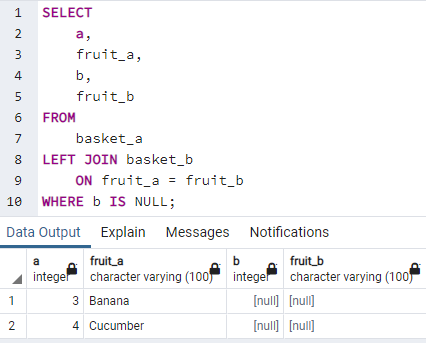 1 SELECT
2 a,
3 fruit_a,
4 b,
5 fruit_b
6 FROM
7 basket_a
8 LEFT JOIN basket_b
9 ON fruit_a = fruit_b
10 WHERE b IS NULL;
Data Output Explain Messages Notifications
a fruit_a b fruit_b
integer character varying (100) integer character varying (100)
1 3 Banana [null] [null]
2 4 Cucumber [null] [null]